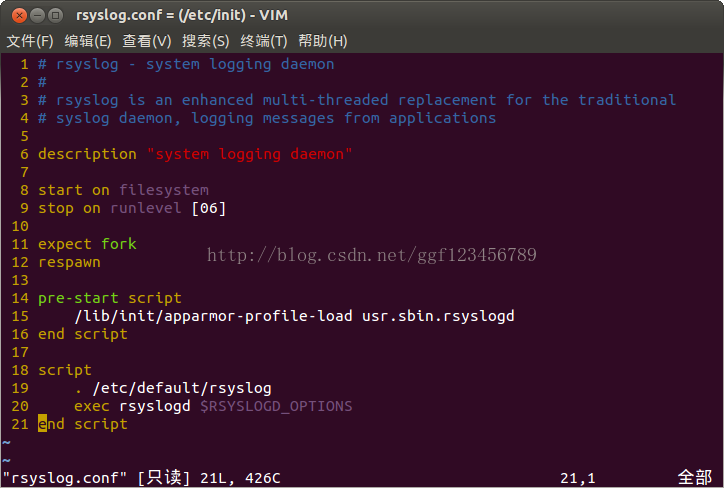 rsyslog.conf = (/etc/init) - VIM
文件(F) 编辑(E) 查看(V) 搜索(S) 终端(T) 帮助(H)
1 # rsyslog - system logging daemon
2 #
3 # rsyslog is an enhanced multi-threaded replacement for the traditional
4 # syslog daemon, logging messages from applications
5
6 description "system logging daemon"
7
8 start on filesystem
9 stop on runlevel [06]
10
11 expect fork
http://blog.csdn.net/ggf123456789
12 respawn
13
14 pre-start script
15 /lib/init/apparmor-profile-load usr.sbin.rsyslogd
16 end script
17
18 script
19 . /etc/default/rsyslog
20 exec rsyslogd $RSYSLOGD_OPTIONS
21 end script
~
~
"rsyslog.conf" [只读] 21L, 426C 21,1 全部